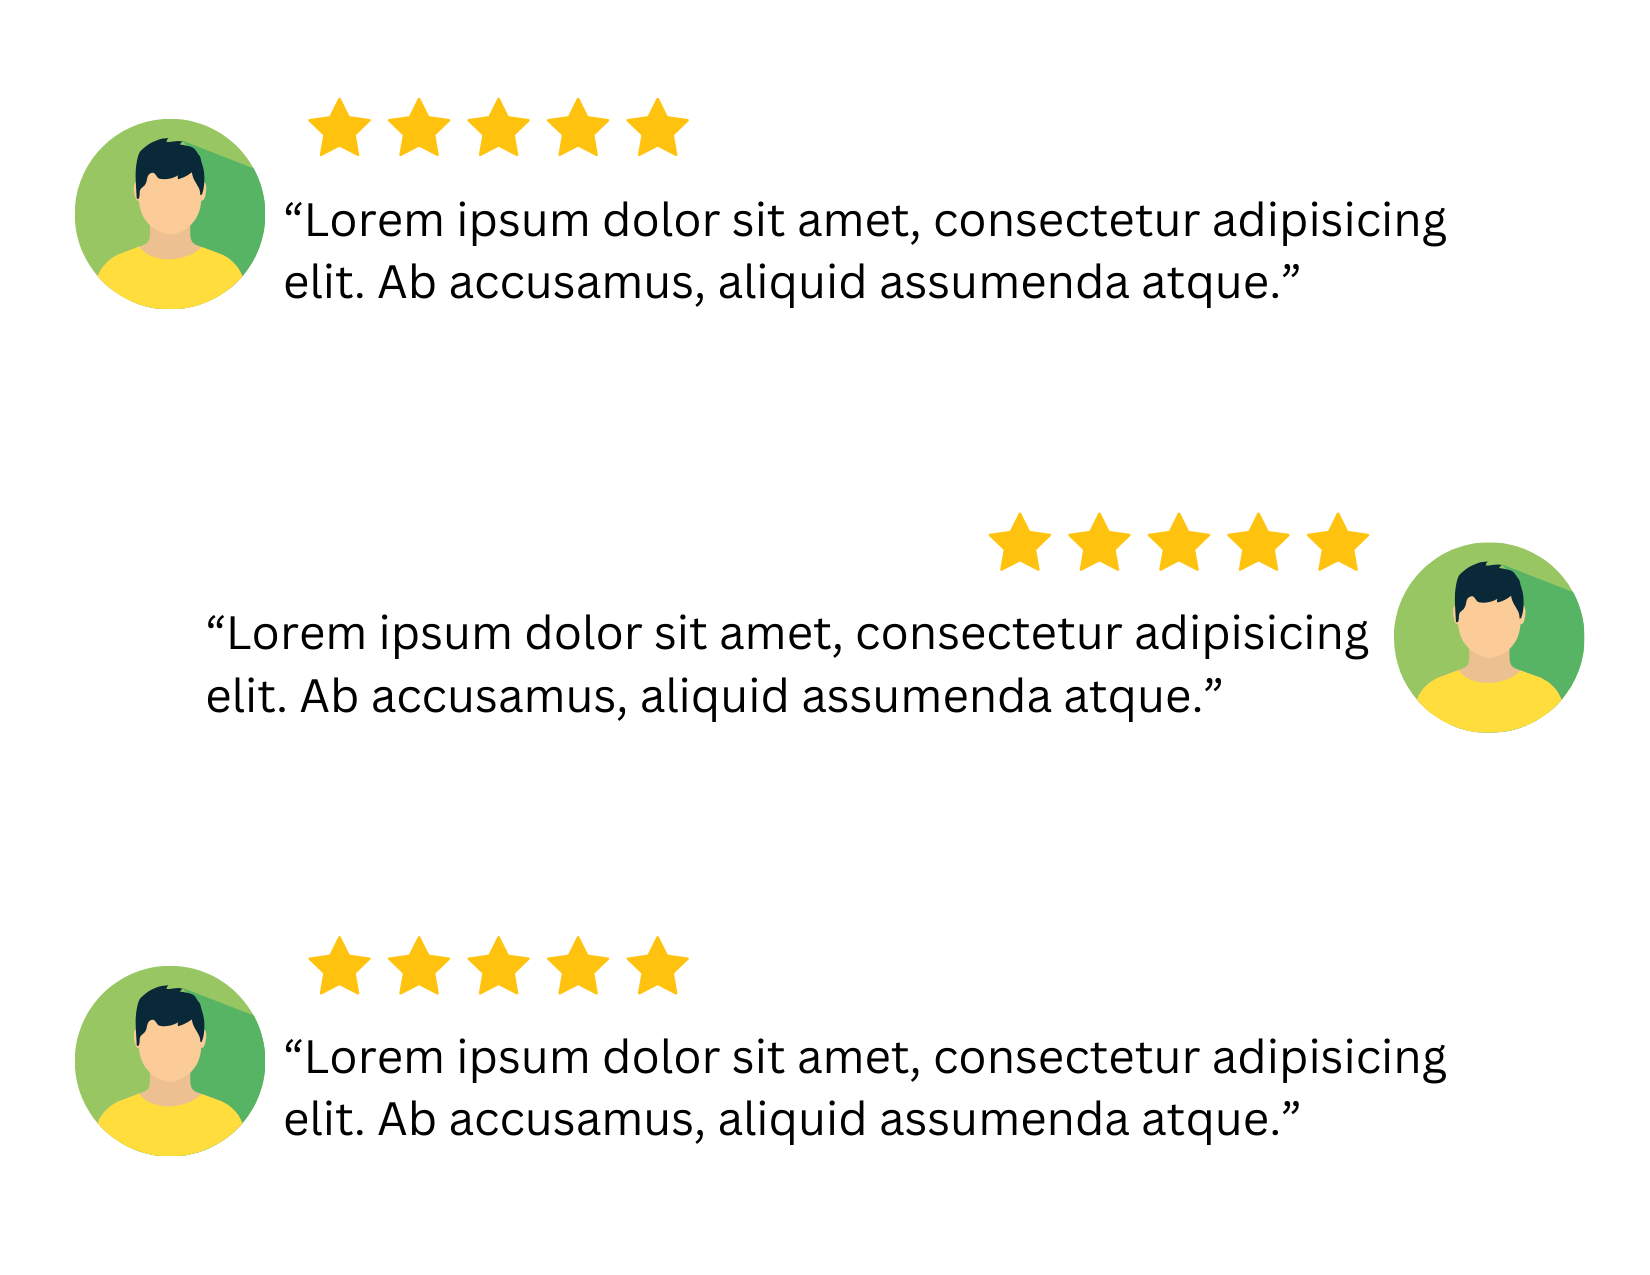 “Lorem ipsum dolor sit amet, consectetur adipisicing
elit. Ab accusamus, aliquid assumenda atque.”
“Lorem ipsum dolor sit amet, consectetur adipisicing
elit. Ab accusamus, aliquid assumenda atque.”
“Lorem ipsum dolor sit amet, consectetur adipisicing
elit. Ab accusamus, aliquid assumenda atque.”